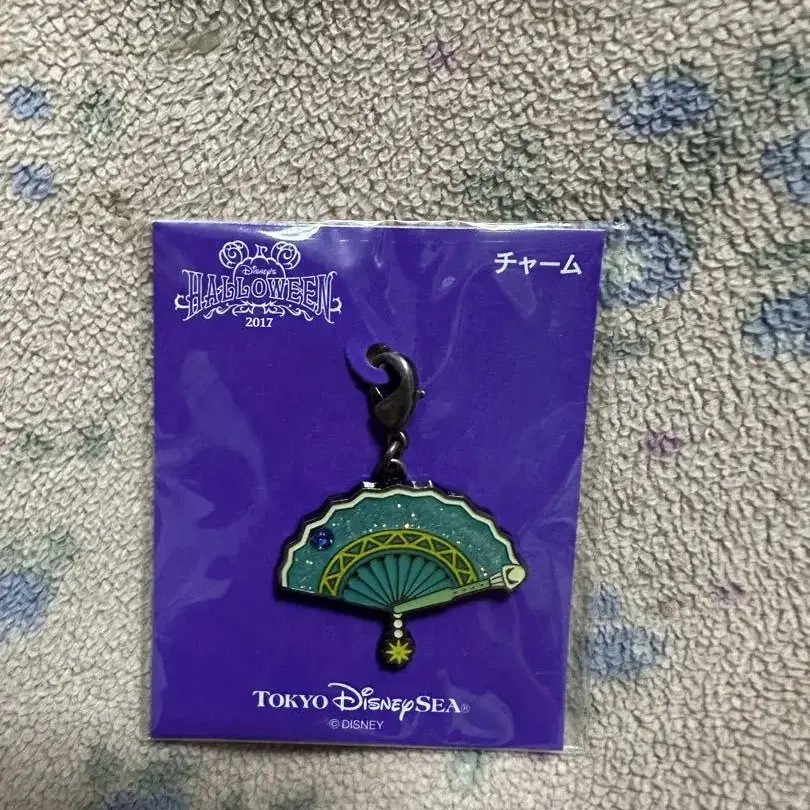 Disney's
HALLOWEEN
2017
チャーム
TOKYO DisneySEA®
© DISNEY